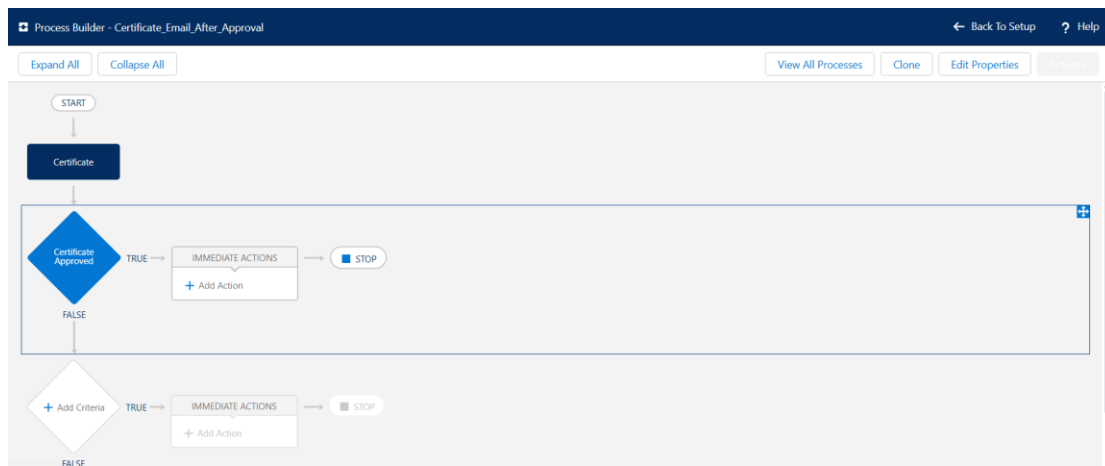 Process Builder - Certificate_Email_After_Approval
← Back To Setup ? Help
Expand All Collapse All View All Processes Clone Edit Properties Activate
START
Certificate
Certificate
Approved
TRUE IMMEDIATE ACTIONS STOP
+ Add Action
FALSE
+ Add Criteria TRUE IMMEDIATE ACTIONS STOP
+ Add Action
FALSE